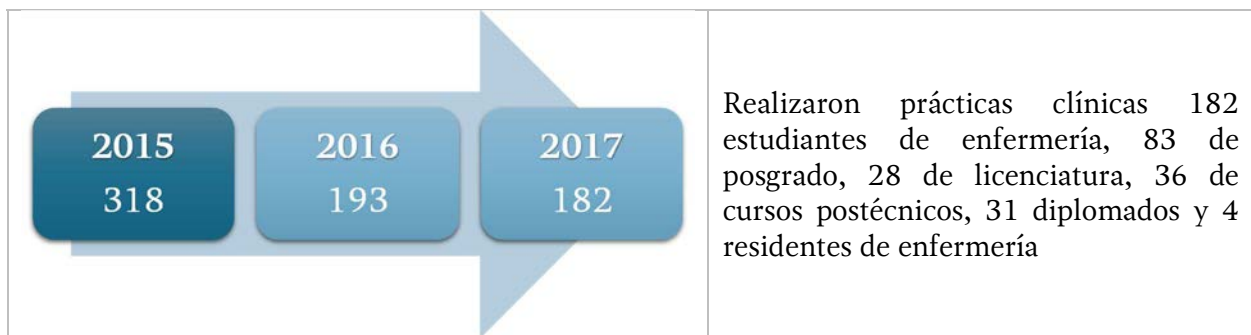 2015
318
2016
193
2017
182
Realizaron prácticas clínicas 182
estudiantes de enfermería, 83 de
posgrado, 28 de licenciatura, 36 de
cursos postécnicos, 31 diplomados y 4
residentes de enfermería